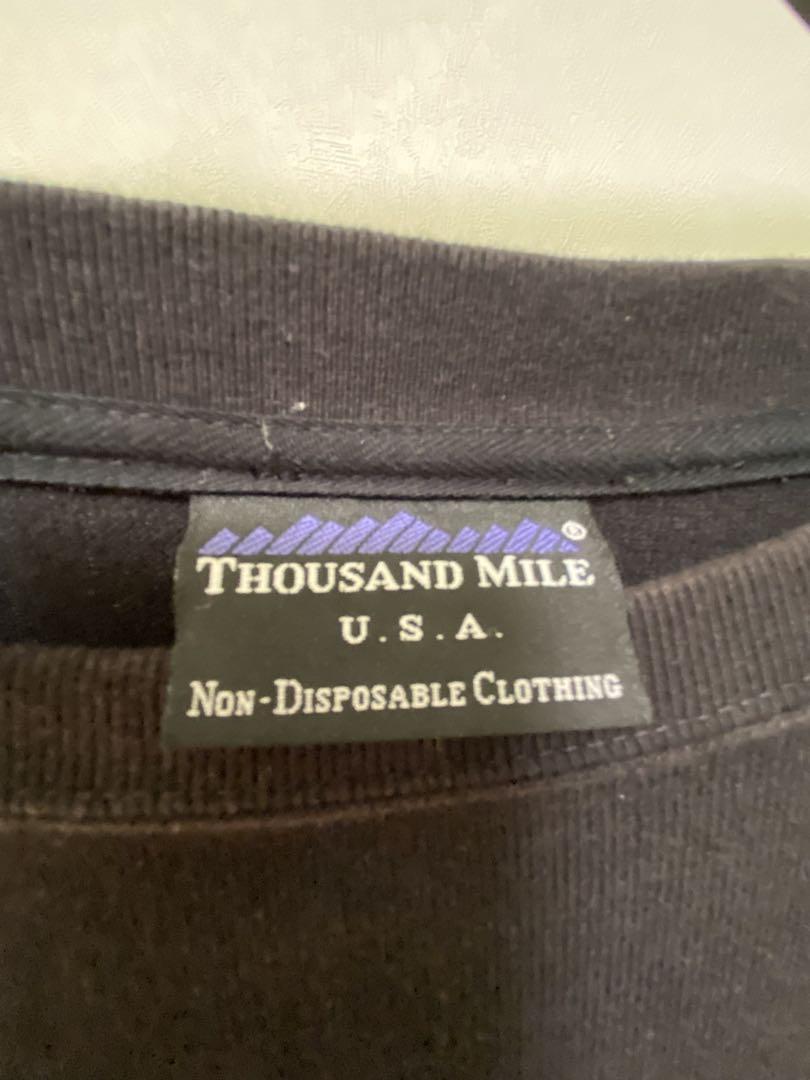 ®
THOUSAND MILE
U.S.A.
NON-DISPOSABLE CLOTHING